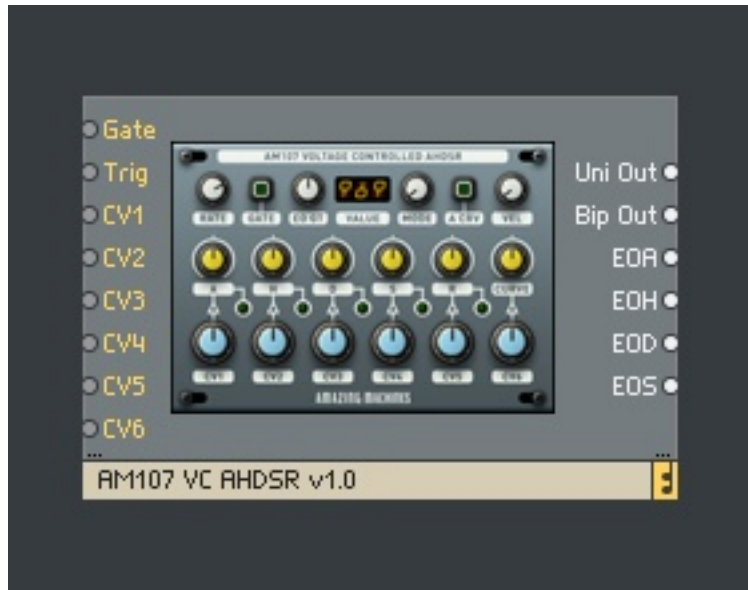 Gate
Trig
CV1
CV2
CV3
CV4
CV5
CV6
AM107 VOLTAGE CONTROLLED AHDSR
RATE GATE VALUE MODE A CRV VEL
A H D S R CURVE
CV1 CV2 CV3 CV4 CV5 CV6
AMAZING MACHINES
Uni Out
Bip Out
EOA
EOH
EOD
EOS
AM107 VC AHDSR v1.0